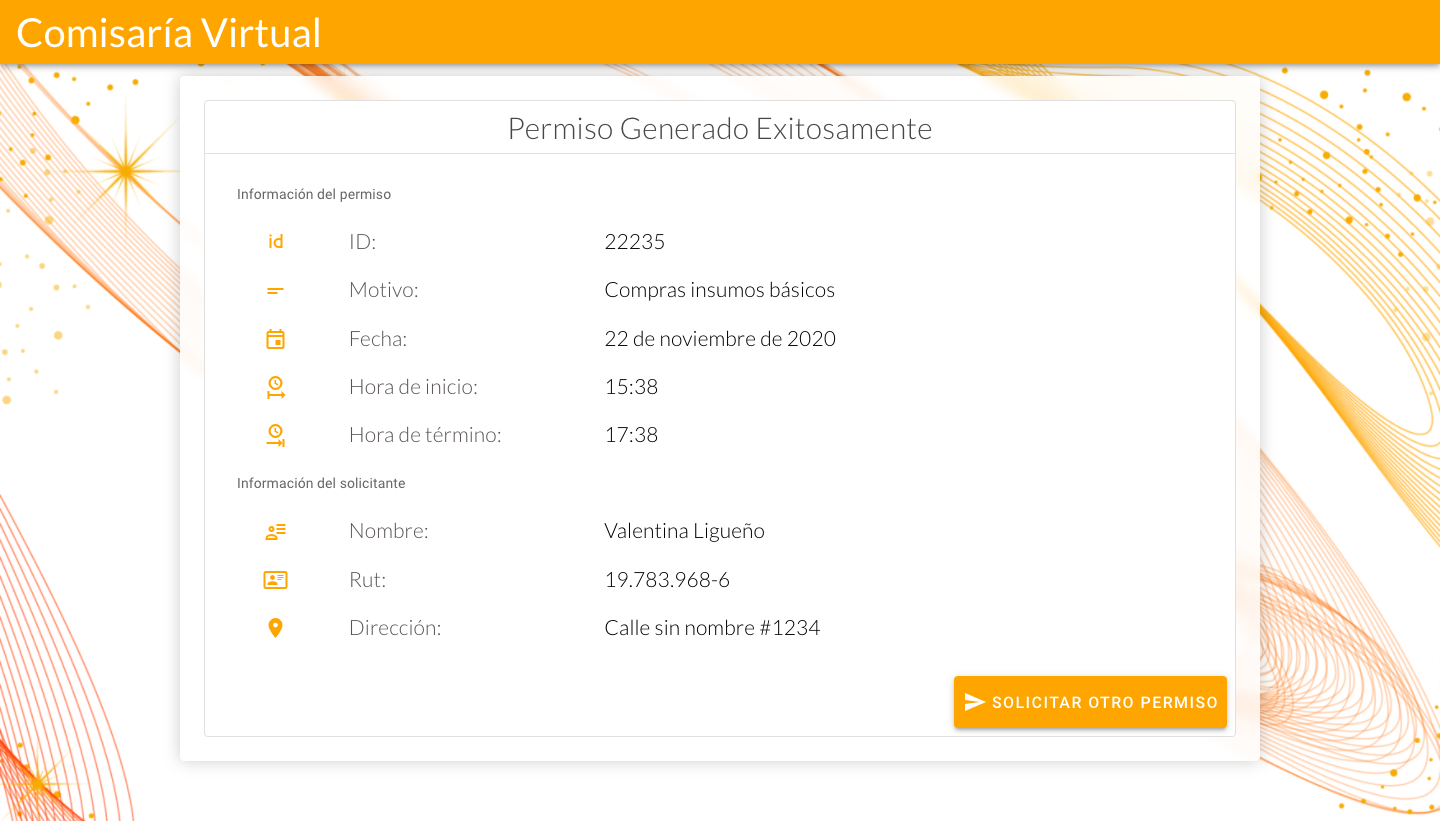 Comisaría Virtual
Permiso Generado Exitosamente
Información del permiso
id ID: 22235
Motivo: Compras insumos básicos
Fecha: 22 de noviembre de 2020
Hora de inicio: 15:38
Hora de término: 17:38
Información del solicitante
Nombre: Valentina Ligueño
Rut: 19.783.968-6
Dirección: Calle sin nombre #1234
SOLICITAR OTRO PERMISO